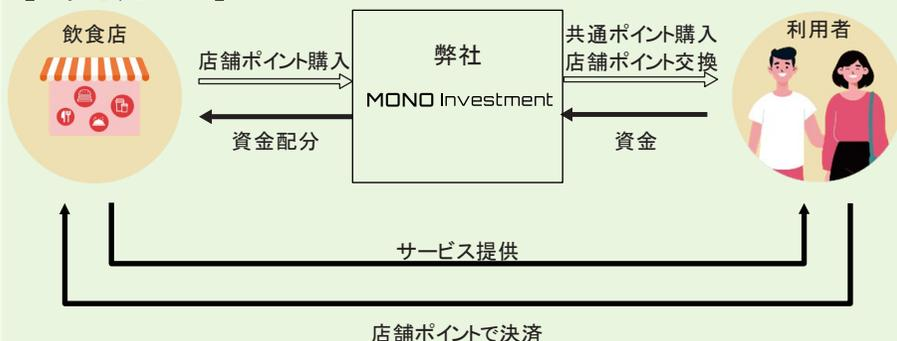 飲食店
利用者
店舗ポイント購入
弊社
共通ポイント購入
店舗ポイント交換
MONO Investment
資金配分
資金
サービス提供
店舗ポイントで決済